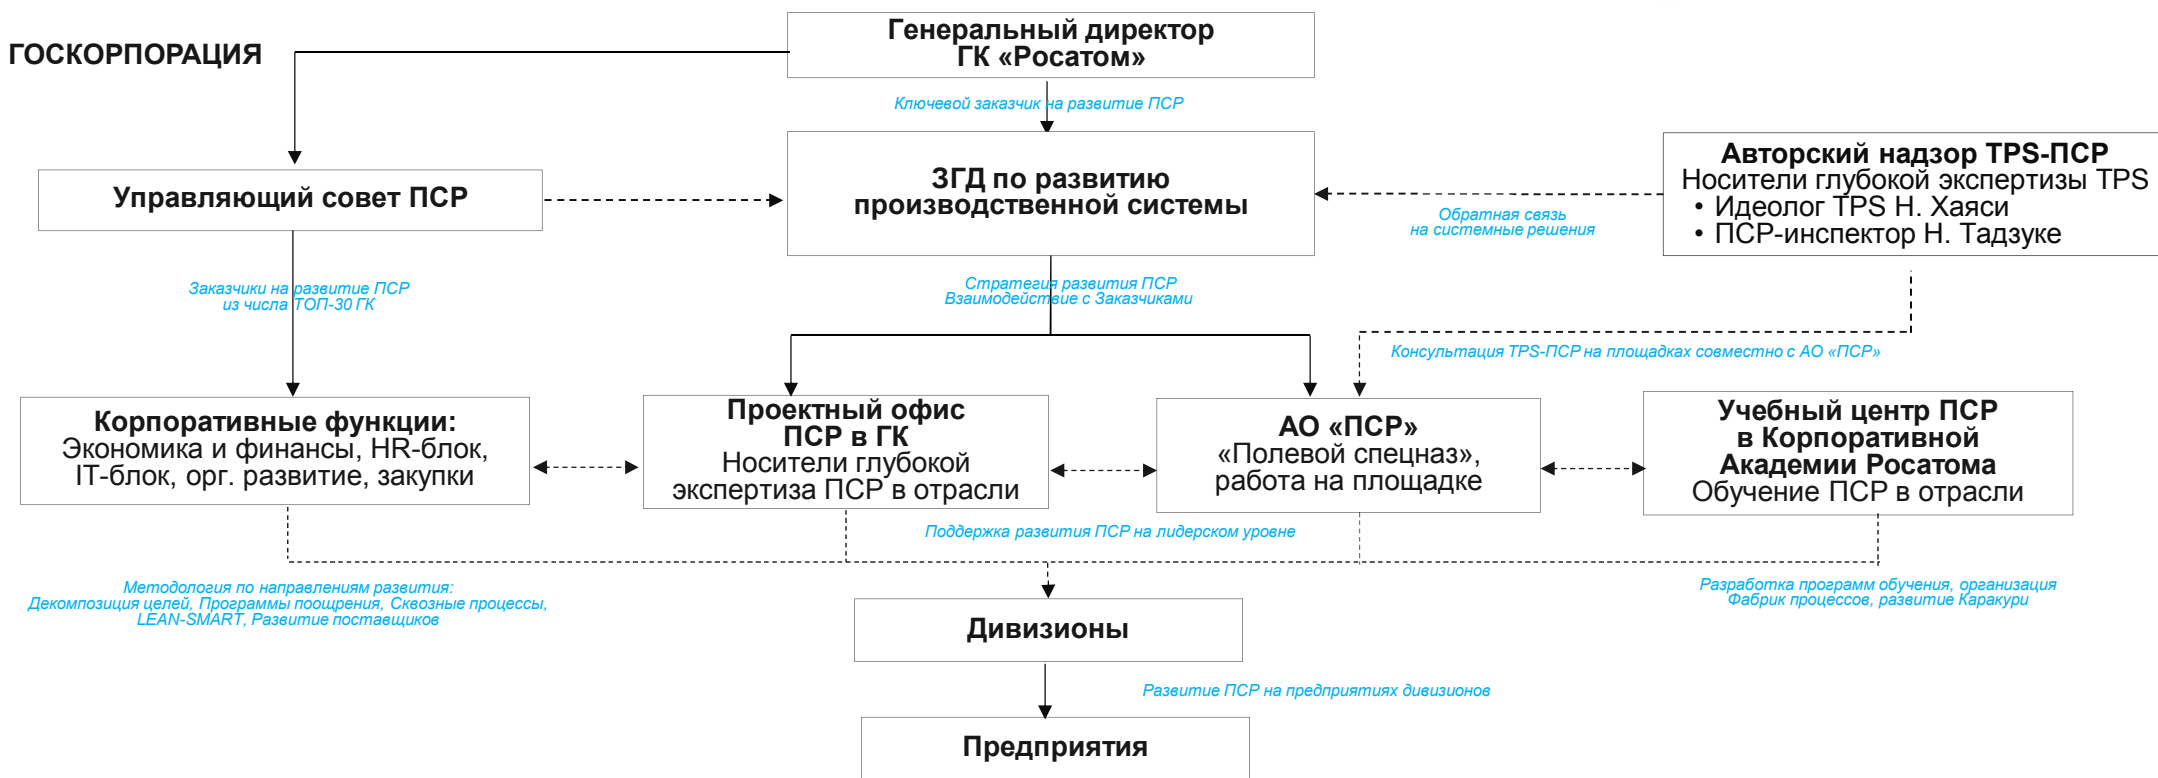 ГОСКОРПОРАЦИЯ
Генеральный директор
ГК «Росатом»
Ключевой заказчик на развитие ПСР
Управляющий совет ПСР
ЗГД по развитию
производственной системы
Авторский надзор TPS-ПСР
Носители глубокой экспертизы TPS
• Идеолог TPS Н. Хаяси
• ПСР-инспектор Н. Тадзуке
Обратная связь
на системные решения
Заказчики на развитие ПСР
из числа ТОП-30 ГК
Стратегия развития ПСР
Взаимодействие с Заказчиками
Консультация TPS-ПСР на площадках совместно с АО «ПСР»
Корпоративные функции:
Экономика и финансы, HR-блок,
IT-блок, орг. развитие, закупки
Проектный офис
ПСР в ГК
Носители глубокой
экспертиза ПСР в отрасли
АО «ПСР»
«Полевой спецназ»,
работа на площадке
Учебный центр ПСР
в Корпоративной
Академии Росатома
Обучение ПСР в отрасли
Поддержка развития ПСР на лидерском уровне
Методология по направлениям развития:
Декомпозиция целей, Программы поощрения, Сквозные процессы,
LEAN-SMART, Развитие поставщиков
Разработка программ обучения, организация
Фабрик процессов, развитие Каракури
Дивизионы
Развитие ПСР на предприятиях дивизионов
Предприятия